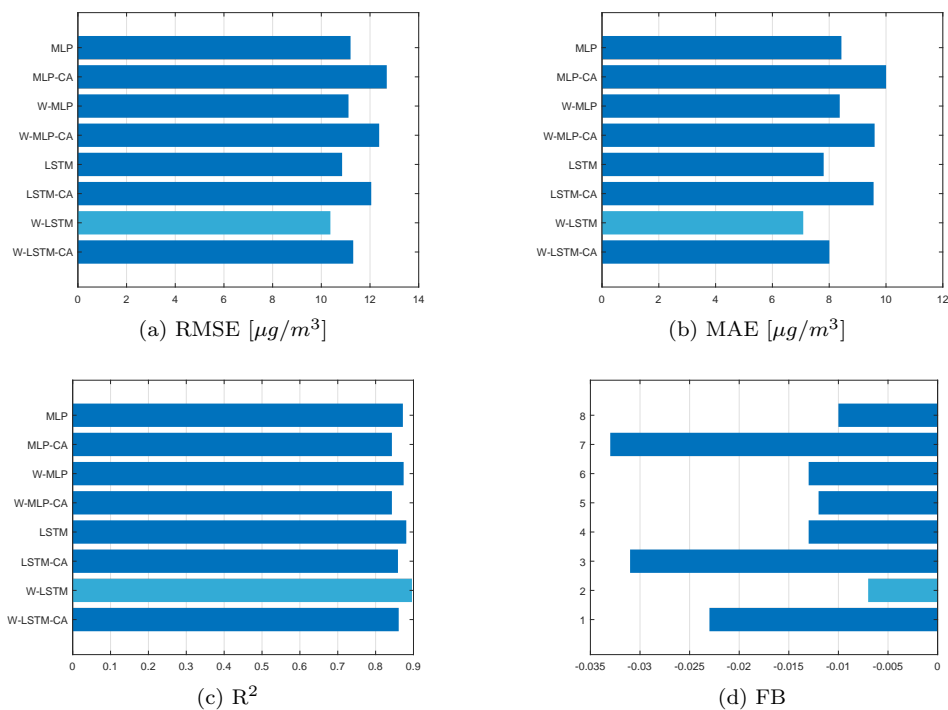 MLP
MLP-CA
W-MLP
W-MLP-CA
LSTM
LSTM-CA
W-LSTM
W-LSTM-CA
0 2 4 6 8 10 12 14
(a) RMSE [μg/m³]
MLP
MLP-CA
W-MLP
W-MLP-CA
LSTM
LSTM-CA
W-LSTM
W-LSTM-CA
0 2 4 6 8 10 12
(b) MAE [μg/m³]
MLP
MLP-CA
W-MLP
W-MLP-CA
LSTM
LSTM-CA
W-LSTM
W-LSTM-CA
0 0.1 0.2 0.3 0.4 0.5 0.6 0.7 0.8 0.9
(c) R²
8
7
6
5
4
3
2
1
-0.035 -0.03 -0.025 -0.02 -0.015 -0.01 -0.005 0
(d) FB